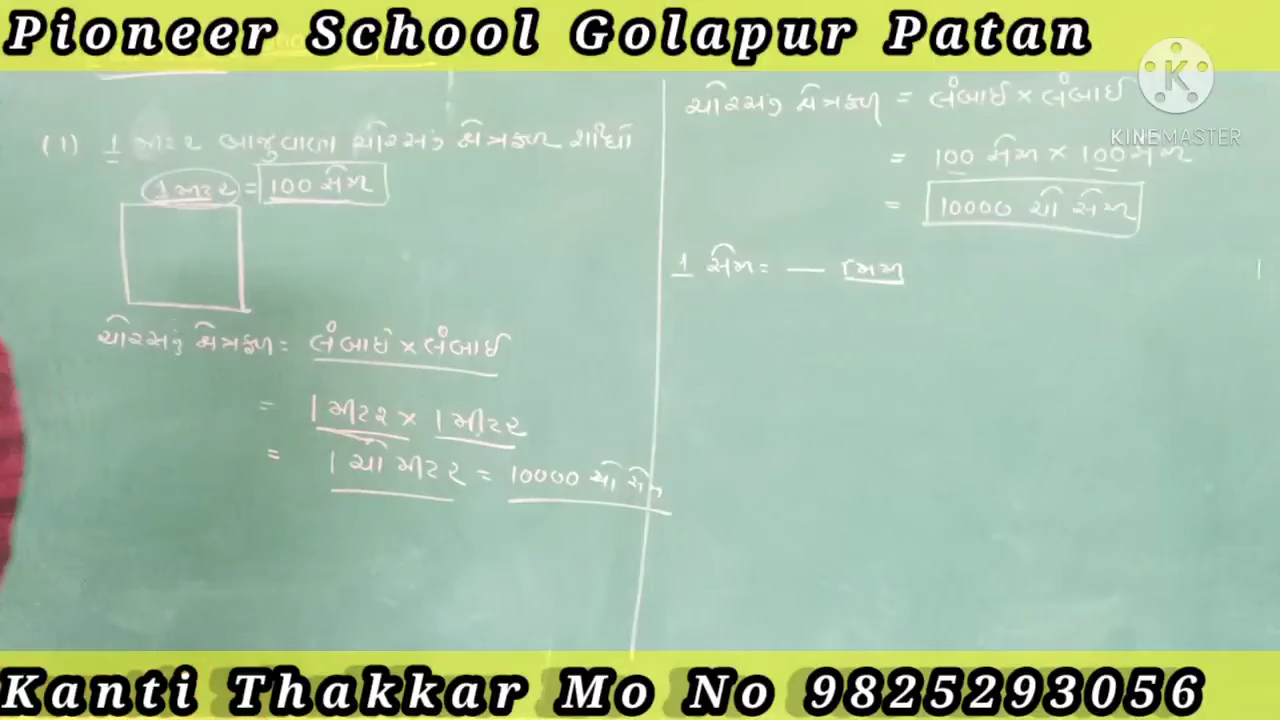 Pioneer School Golapur Patan
K
KINEMASTER
(1) 1 મીટર બાજુવાળા ચોરસનું ક્ષેત્રફળ શોધો
1 મીટર = 100 સેમી
ચોરસનું ક્ષેત્રફળ = લંબાઈ × લંબાઈ
= 1 મીટર × 1 મીટર
= 1 ચો મીટર = 10000 ચો સેમી
ચોરસનું ક્ષેત્રફળ = લંબાઈ × લંબાઈ
= 100 સેમી × 100 સેમી
= 10000 ચો સેમી
1 સેમી = — મિમી
Kanti Thakkar Mo No 9825293056